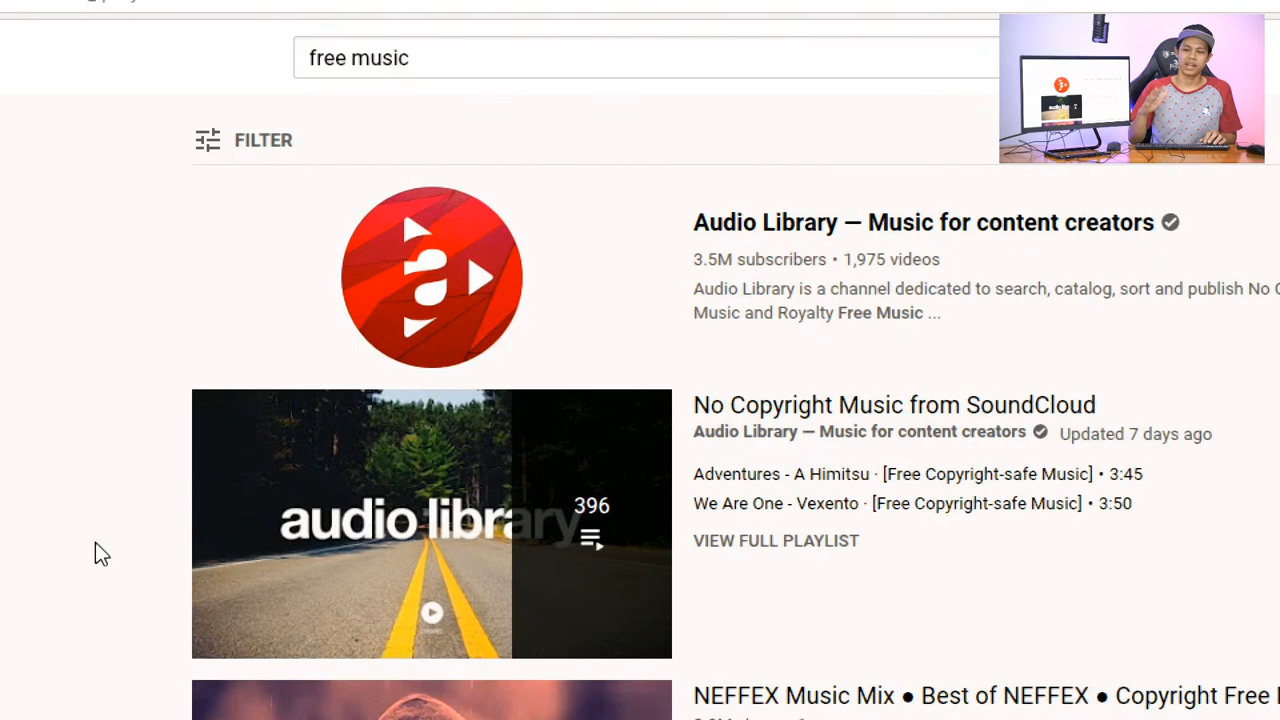 free music
FILTER
Audio Library — Music for content creators
3.5M subscribers • 1,975 videos
Audio Library is a channel dedicated to search, catalog, sort and publish No
Music and Royalty Free Music ...
audio library
396
No Copyright Music from SoundCloud
Audio Library — Music for content creators Updated 7 days ago
Adventures - A Himitsu · [Free Copyright-safe Music] • 3:45
We Are One - Vexento · [Free Copyright-safe Music] • 3:50
VIEW FULL PLAYLIST
NEFFEX Music Mix ● Best of NEFFEX ● Copyright Free